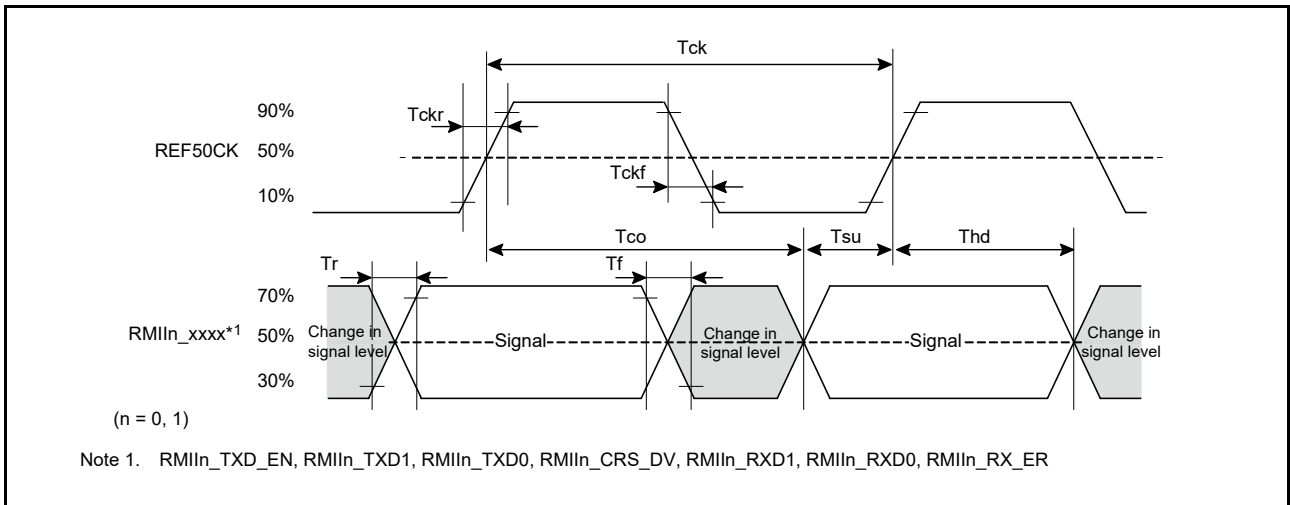 Tck
90%
Tckr
REF50CK
50%
Tckf
10%
Tco
Tsu
Thd
Tr
Tf
70%
RMIIn_xxxx*1
50%
Change in
signal level
Signal
Change in
signal level
Signal
Change in
signal level
30%
(n = 0, 1)
Note 1. RMIIn_TXD_EN, RMIIn_TXD1, RMIIn_TXD0, RMIIn_CRS_DV, RMIIn_RXD1, RMIIn_RXD0, RMIIn_RX_ER